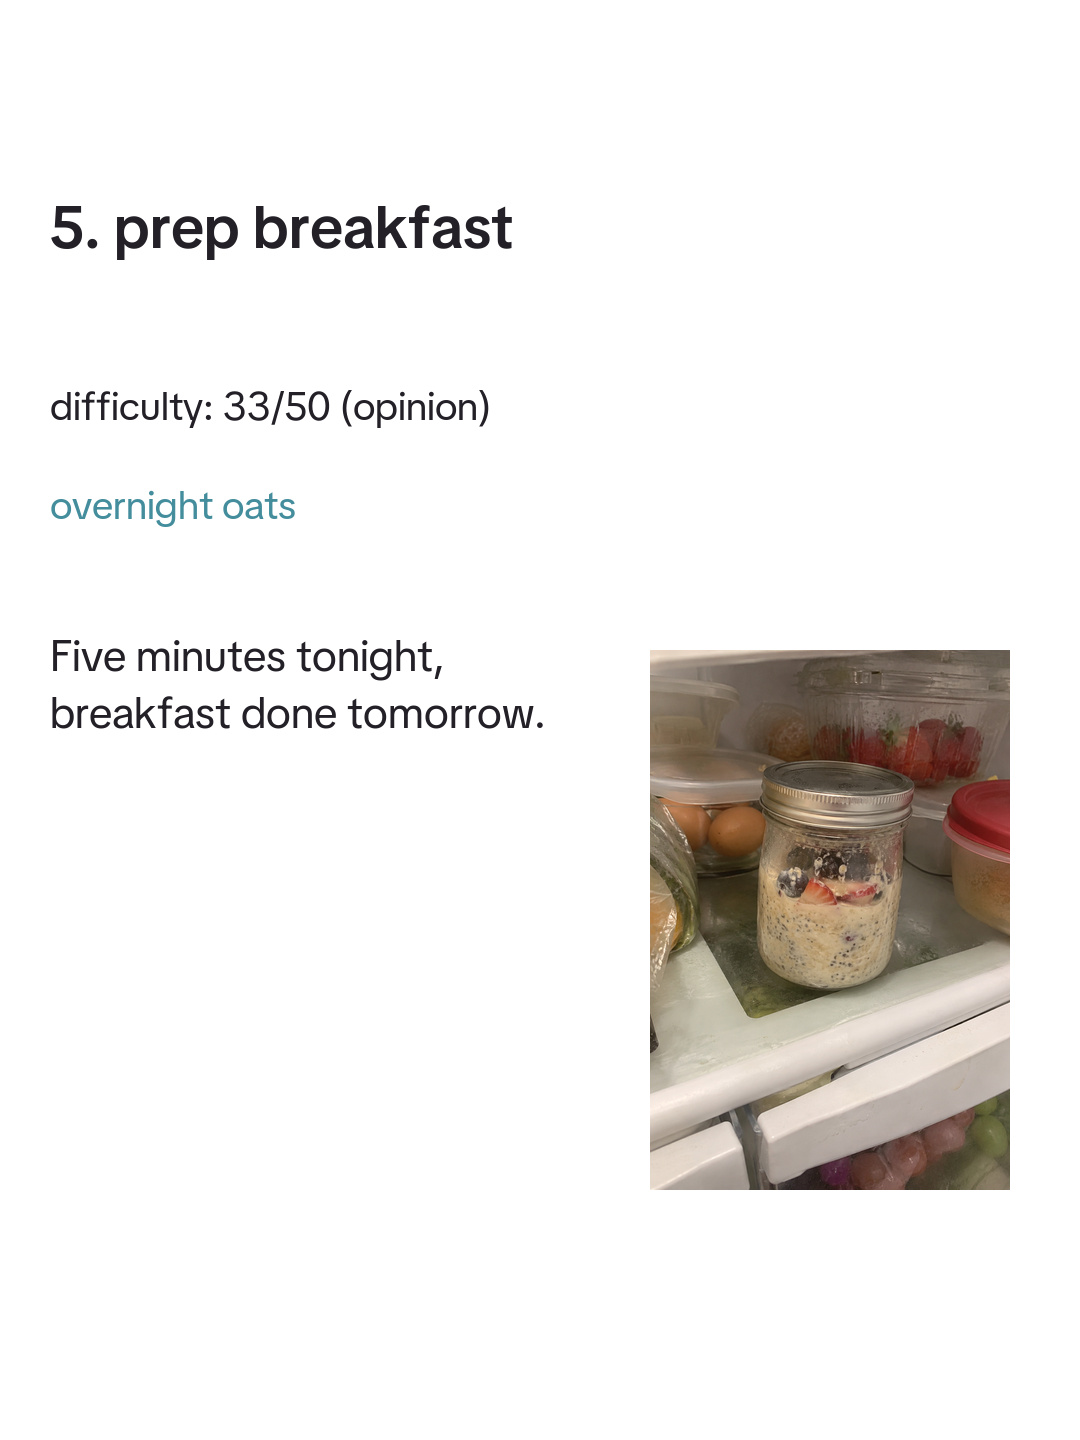 5. prep breakfast
difficulty: 33/50 (opinion)
overnight oats
Five minutes tonight,
breakfast done tomorrow.